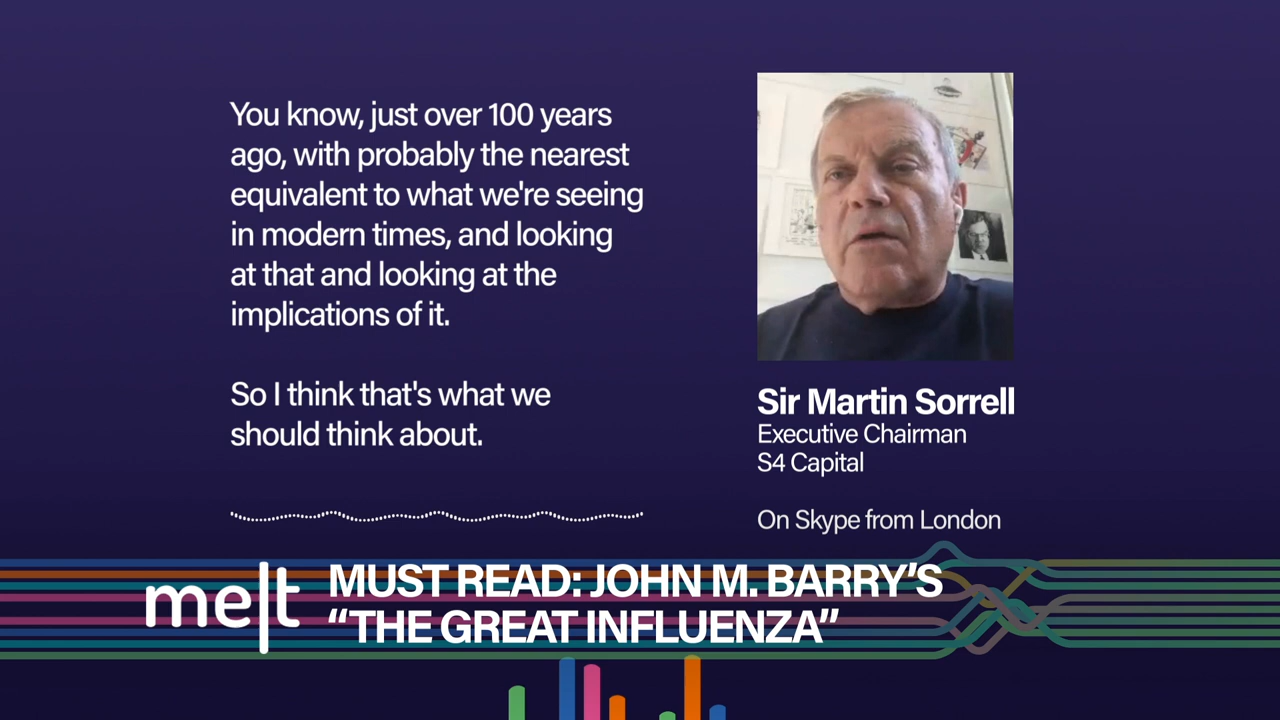 You know, just over 100 years
ago, with probably the nearest
equivalent to what we're seeing
in modern times, and looking
at that and looking at the
implications of it.
So I think that's what we
should think about.
Sir Martin Sorrell
Executive Chairman
S4 Capital
On Skype from London
melt
MUST READ: JOHN M. BARRY’S
“THE GREAT INFLUENZA”